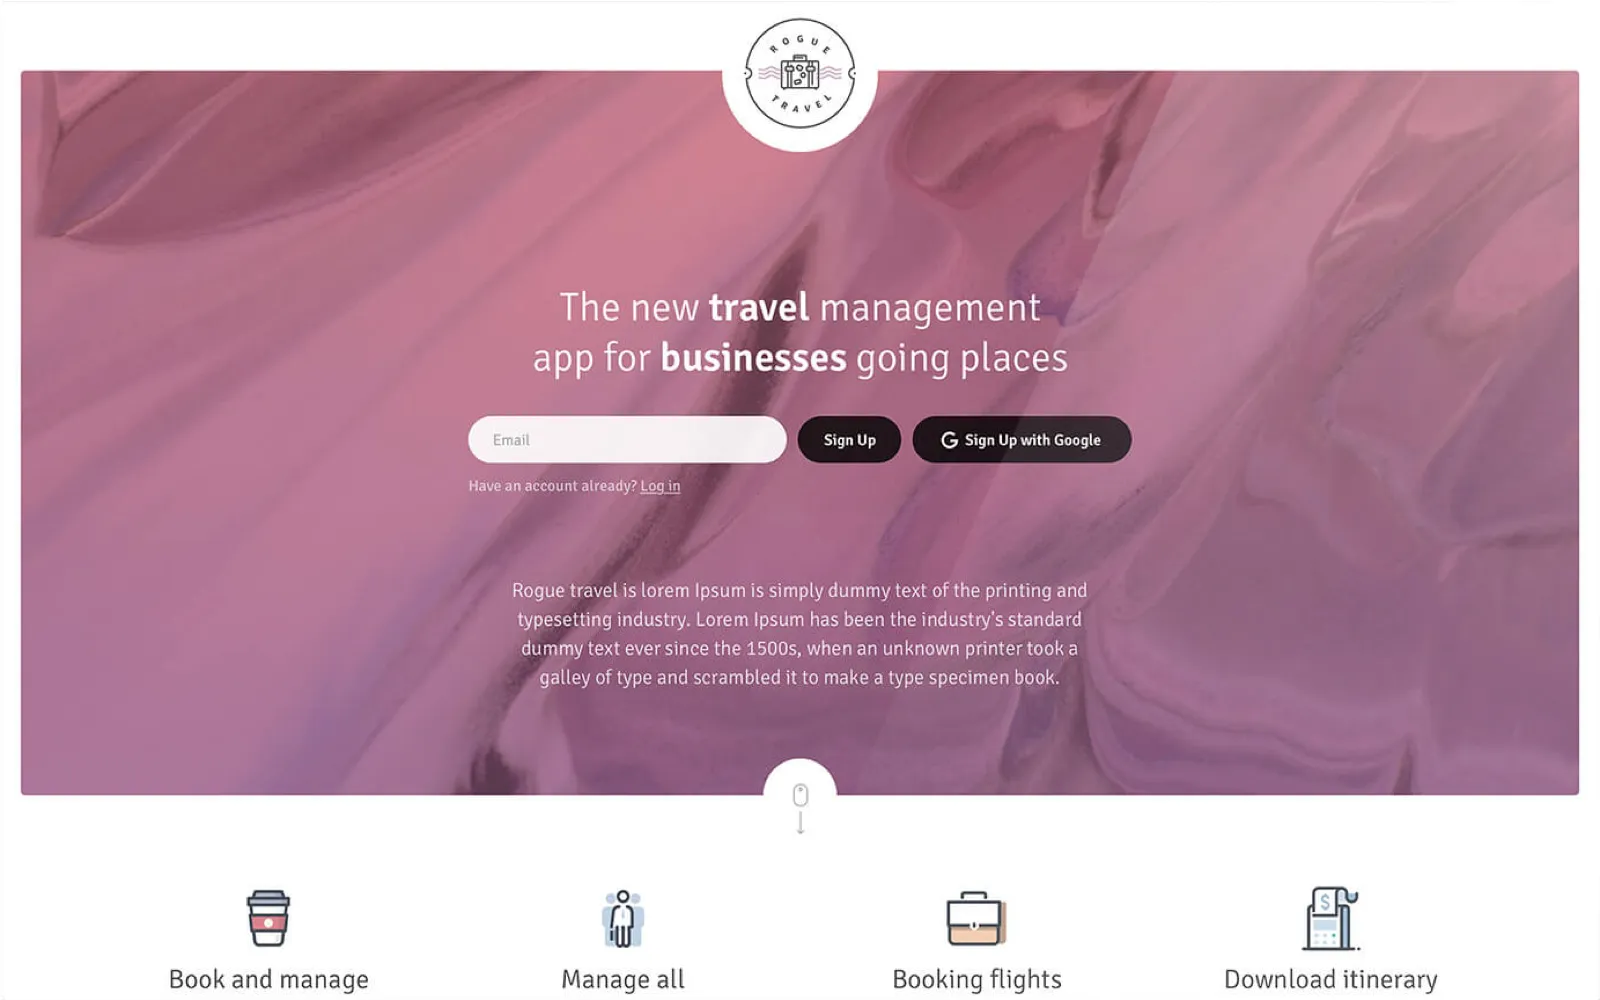 ROGUE
TRAVEL
The new travel management
app for businesses going places
Email
Sign Up
G Sign Up with Google
Have an account already? Log in
Rogue travel is lorem Ipsum is simply dummy text of the printing and
typesetting industry. Lorem Ipsum has been the industry's standard
dummy text ever since the 1500s, when an unknown printer took a
galley of type and scrambled it to make a type specimen book.
$
Book and manage
Manage all
Booking flights
Download itinerary